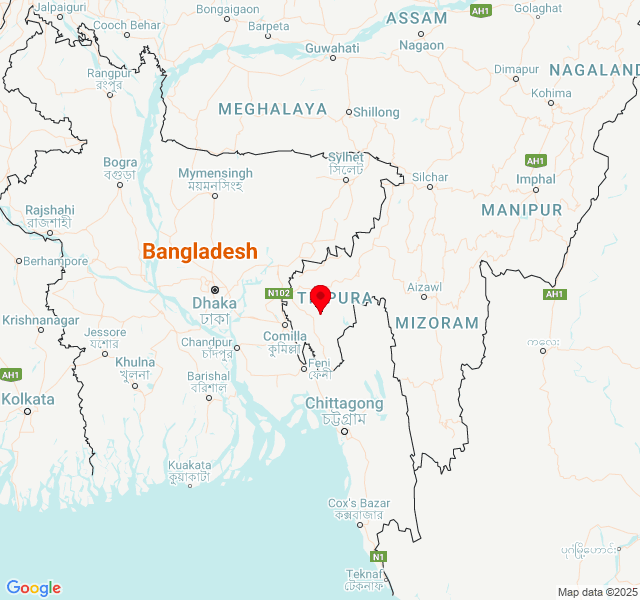 Jalpaiguri
Bongaigaon
Cooch Behar
Barpeta
ASSAM
AH1
Golaghat
Nagaon
Guwahati
Rangpur
রংপুর
Dimapur
NAGALAND
Kohima
MEGHALAYA
Shillong
Bogra
বগুড়া
Mymensingh
ময়মনসিংহ
Sylhet
সিলেট
Silchar
AH1
Imphal
Rajshahi
রাজশাহী
MANIPUR
Berhampore
Bangladesh
Dhaka
ঢাকা
N102
TRIPURA
Aizawl
AH1
MIZORAM
Krishnanagar
Jessore
যশোর
Comilla
কুমিল্লা
Chandpur
চাঁদপুর
ကလေး
Khulna
খুলনা
Feni
ফেনী
AH1
Kolkata
Barishal
বরিশাল
Chittagong
চট্টগ্রাম
Kuakata
কুয়াকাটা
Cox's Bazar
কক্সবাজার
N1
Teknaf
টেকনাফ
Google
Map data ©2025